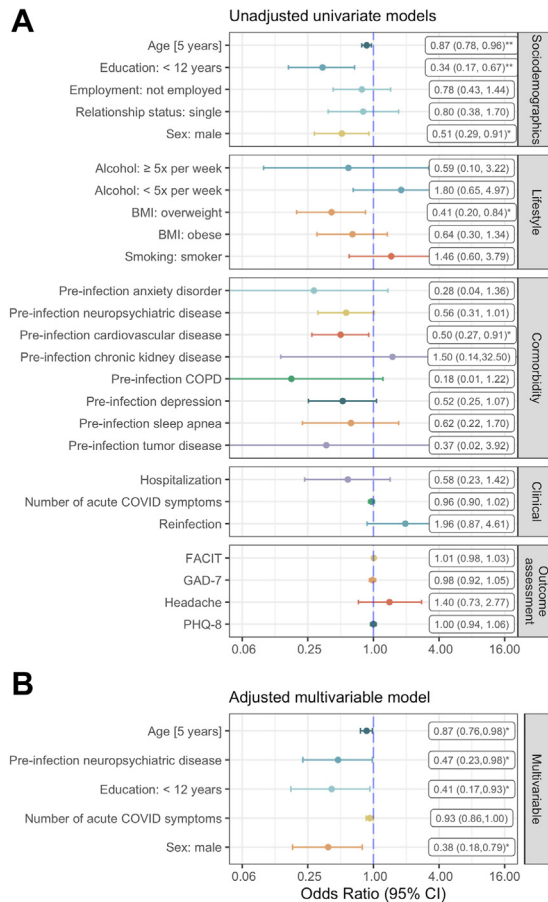 A
Unadjusted univariate models
Age [5 years] 0.87 (0.78, 0.96)**
Education: < 12 years 0.34 (0.17, 0.67)**
Employment: not employed 0.78 (0.43, 1.44)
Relationship status: single 0.80 (0.38, 1.70)
Sex: male 0.51 (0.29, 0.91)*
Sociodemographics
Alcohol: ≥ 5x per week 0.59 (0.10, 3.22)
Alcohol: < 5x per week 1.80 (0.65, 4.97)
BMI: overweight 0.41 (0.20, 0.84)*
BMI: obese 0.64 (0.30, 1.34)
Smoking: smoker 1.46 (0.60, 3.79)
Lifestyle
Pre-infection anxiety disorder 0.28 (0.04, 1.36)
Pre-infection neuropsychiatric disease 0.56 (0.31, 1.01)
Pre-infection cardiovascular disease 0.50 (0.27, 0.91)*
Pre-infection chronic kidney disease 1.50 (0.14,32.50)
Pre-infection COPD 0.18 (0.01, 1.22)
Pre-infection depression 0.52 (0.25, 1.07)
Pre-infection sleep apnea 0.62 (0.22, 1.70)
Pre-infection tumor disease 0.37 (0.02, 3.92)
Cormorbidity
Hospitalization 0.58 (0.23, 1.42)
Number of acute COVID symptoms 0.96 (0.90, 1.02)
Reinfection 1.96 (0.87, 4.61)
Clinical
FACIT 1.01 (0.98, 1.03)
GAD-7 0.98 (0.92, 1.05)
Headache 1.40 (0.73, 2.77)
PHQ-8 1.00 (0.94, 1.06)
Outcome
assessment
0.06 0.25 1.00 4.00 16.00
B
Adjusted multivariable model
Age [5 years] 0.87 (0.76,0.98)*
Pre-infection neuropsychiatric disease 0.47 (0.23,0.98)*
Education: < 12 years 0.41 (0.17,0.93)*
Number of acute COVID symptoms 0.93 (0.86,1.00)
Sex: male 0.38 (0.18,0.79)*
Multivariable
0.06 0.25 1.00 4.00 16.00
Odds Ratio (95% CI)